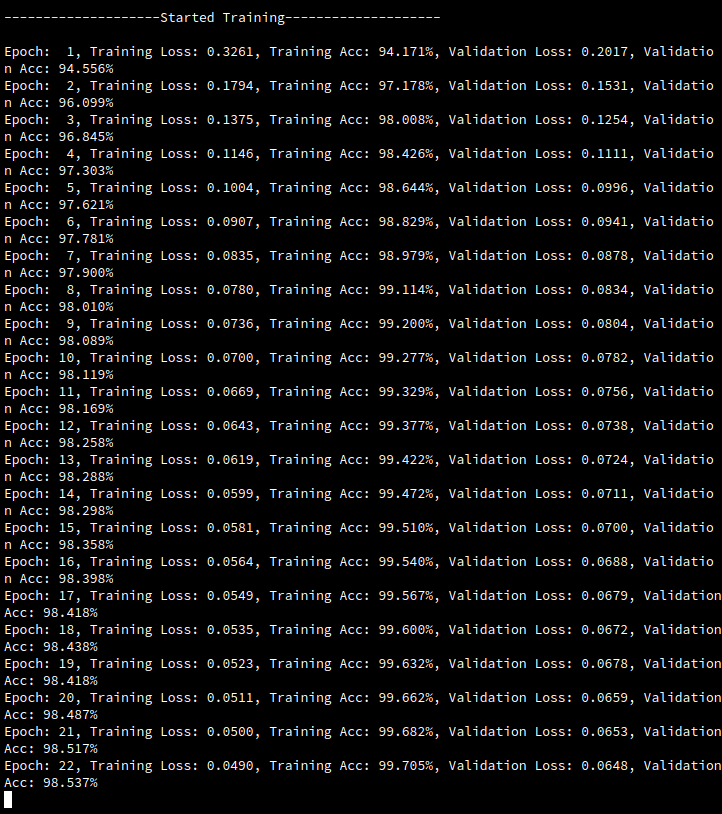 --------------------Started Training--------------------
Epoch:  1, Training Loss: 0.3261, Training Acc: 94.171%, Validation Loss: 0.2017, Validatio
n Acc: 94.556%
Epoch:  2, Training Loss: 0.1794, Training Acc: 97.178%, Validation Loss: 0.1531, Validatio
n Acc: 96.099%
Epoch:  3, Training Loss: 0.1375, Training Acc: 98.008%, Validation Loss: 0.1254, Validatio
n Acc: 96.845%
Epoch:  4, Training Loss: 0.1146, Training Acc: 98.426%, Validation Loss: 0.1111, Validatio
n Acc: 97.303%
Epoch:  5, Training Loss: 0.1004, Training Acc: 98.644%, Validation Loss: 0.0996, Validatio
n Acc: 97.621%
Epoch:  6, Training Loss: 0.0907, Training Acc: 98.829%, Validation Loss: 0.0941, Validatio
n Acc: 97.781%
Epoch:  7, Training Loss: 0.0835, Training Acc: 98.979%, Validation Loss: 0.0878, Validatio
n Acc: 97.900%
Epoch:  8, Training Loss: 0.0780, Training Acc: 99.114%, Validation Loss: 0.0834, Validatio
n Acc: 98.010%
Epoch:  9, Training Loss: 0.0736, Training Acc: 99.200%, Validation Loss: 0.0804, Validatio
n Acc: 98.089%
Epoch: 10, Training Loss: 0.0700, Training Acc: 99.277%, Validation Loss: 0.0782, Validatio
n Acc: 98.119%
Epoch: 11, Training Loss: 0.0669, Training Acc: 99.329%, Validation Loss: 0.0756, Validatio
n Acc: 98.169%
Epoch: 12, Training Loss: 0.0643, Training Acc: 99.377%, Validation Loss: 0.0738, Validatio
n Acc: 98.258%
Epoch: 13, Training Loss: 0.0619, Training Acc: 99.422%, Validation Loss: 0.0724, Validatio
n Acc: 98.288%
Epoch: 14, Training Loss: 0.0599, Training Acc: 99.472%, Validation Loss: 0.0711, Validatio
n Acc: 98.298%
Epoch: 15, Training Loss: 0.0581, Training Acc: 99.510%, Validation Loss: 0.0700, Validatio
n Acc: 98.358%
Epoch: 16, Training Loss: 0.0564, Training Acc: 99.540%, Validation Loss: 0.0688, Validatio
n Acc: 98.398%
Epoch: 17, Training Loss: 0.0549, Training Acc: 99.567%, Validation Loss: 0.0679, Validation
Acc: 98.418%
Epoch: 18, Training Loss: 0.0535, Training Acc: 99.600%, Validation Loss: 0.0672, Validation
Acc: 98.438%
Epoch: 19, Training Loss: 0.0523, Training Acc: 99.632%, Validation Loss: 0.0678, Validation
Acc: 98.418%
Epoch: 20, Training Loss: 0.0511, Training Acc: 99.662%, Validation Loss: 0.0659, Validation
Acc: 98.487%
Epoch: 21, Training Loss: 0.0500, Training Acc: 99.682%, Validation Loss: 0.0653, Validation
Acc: 98.517%
Epoch: 22, Training Loss: 0.0490, Training Acc: 99.705%, Validation Loss: 0.0648, Validation
Acc: 98.537%